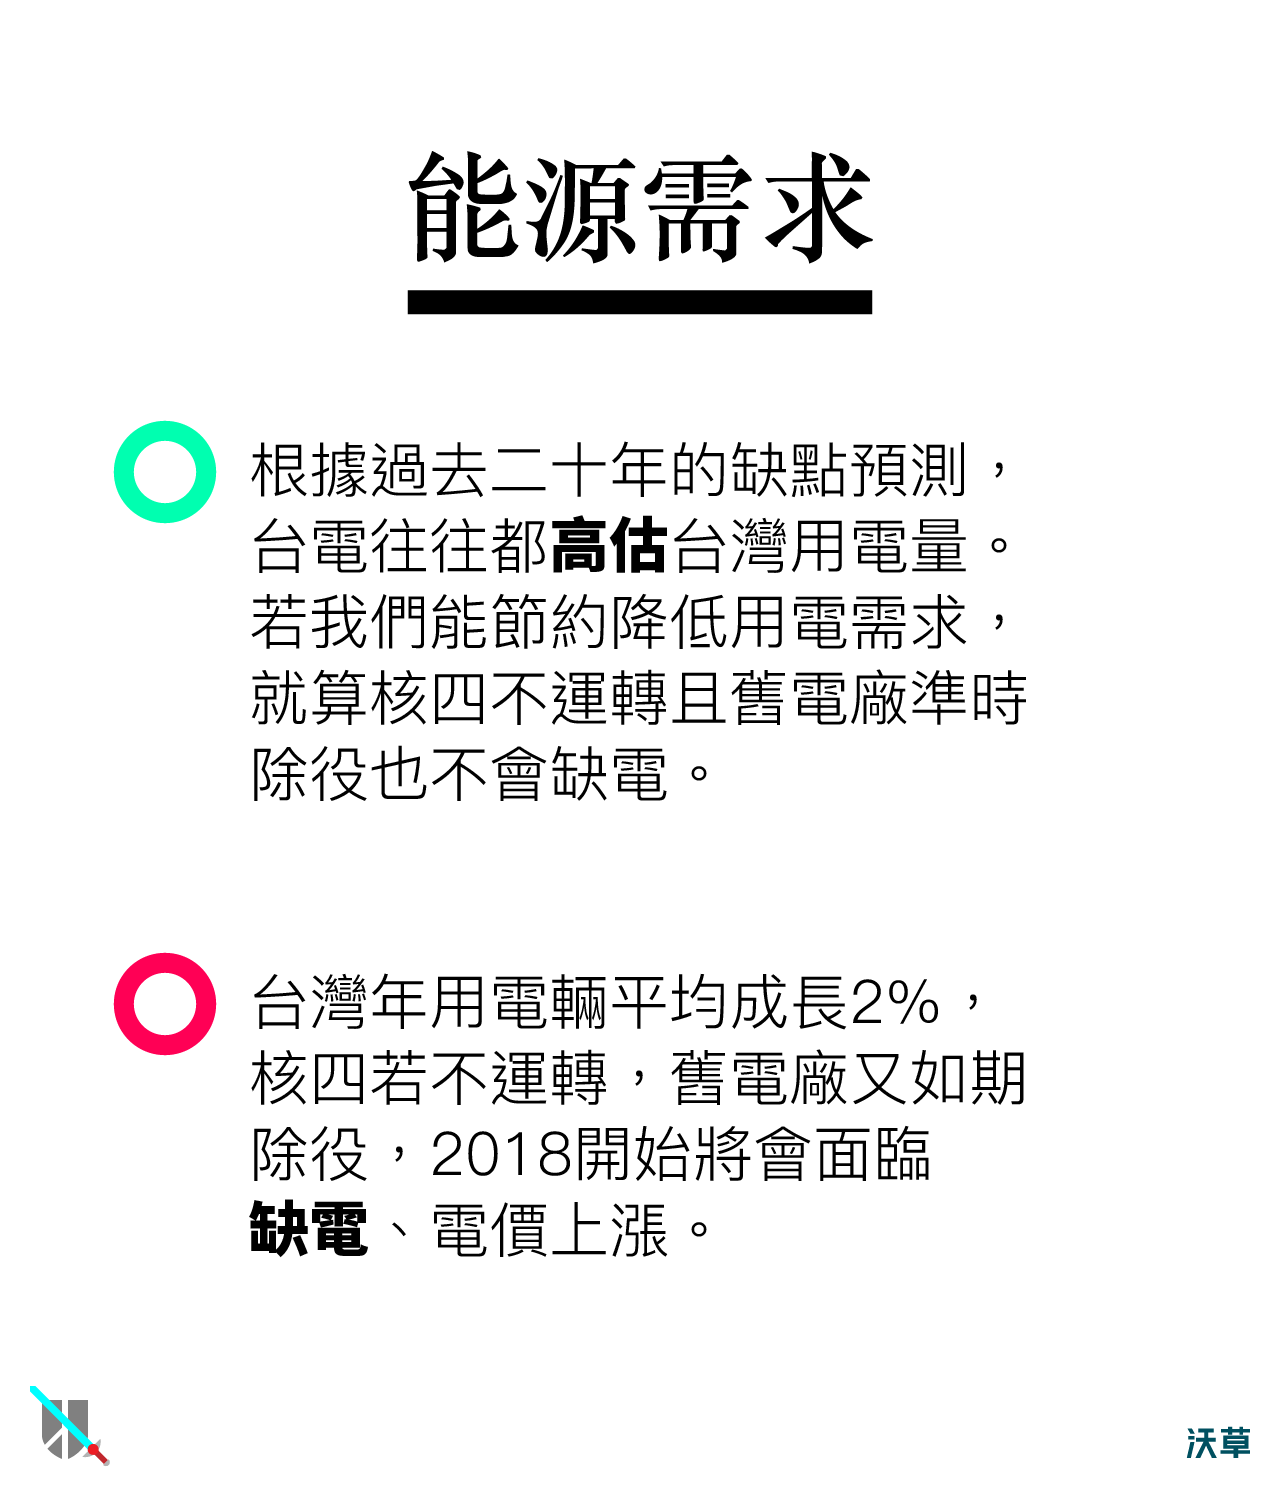 能源需求
根據過去二十年的缺點預測，
台電往往都高估台灣用電量。
若我們能節約降低用電需求，
就算核四不運轉且舊電廠準時
除役也不會缺電。
台灣年用電輛平均成長2%，
核四若不運轉，舊電廠又如期
除役，2018開始將會面臨
缺電、電價上漲。
沃草